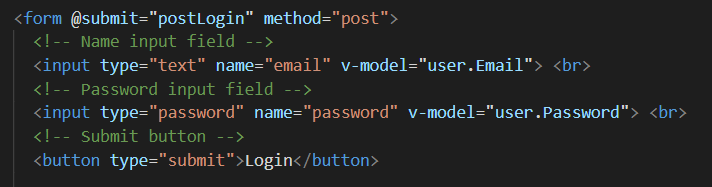 <form @submit="postLogin" method="post">
<!-- Name input field -->
<input type="text" name="email" v-model="user.Email"> <br>
<!-- Password input field -->
<input type="password" name="password" v-model="user.Password"> <br>
<!-- Submit button -->
<button type="submit">Login</button>